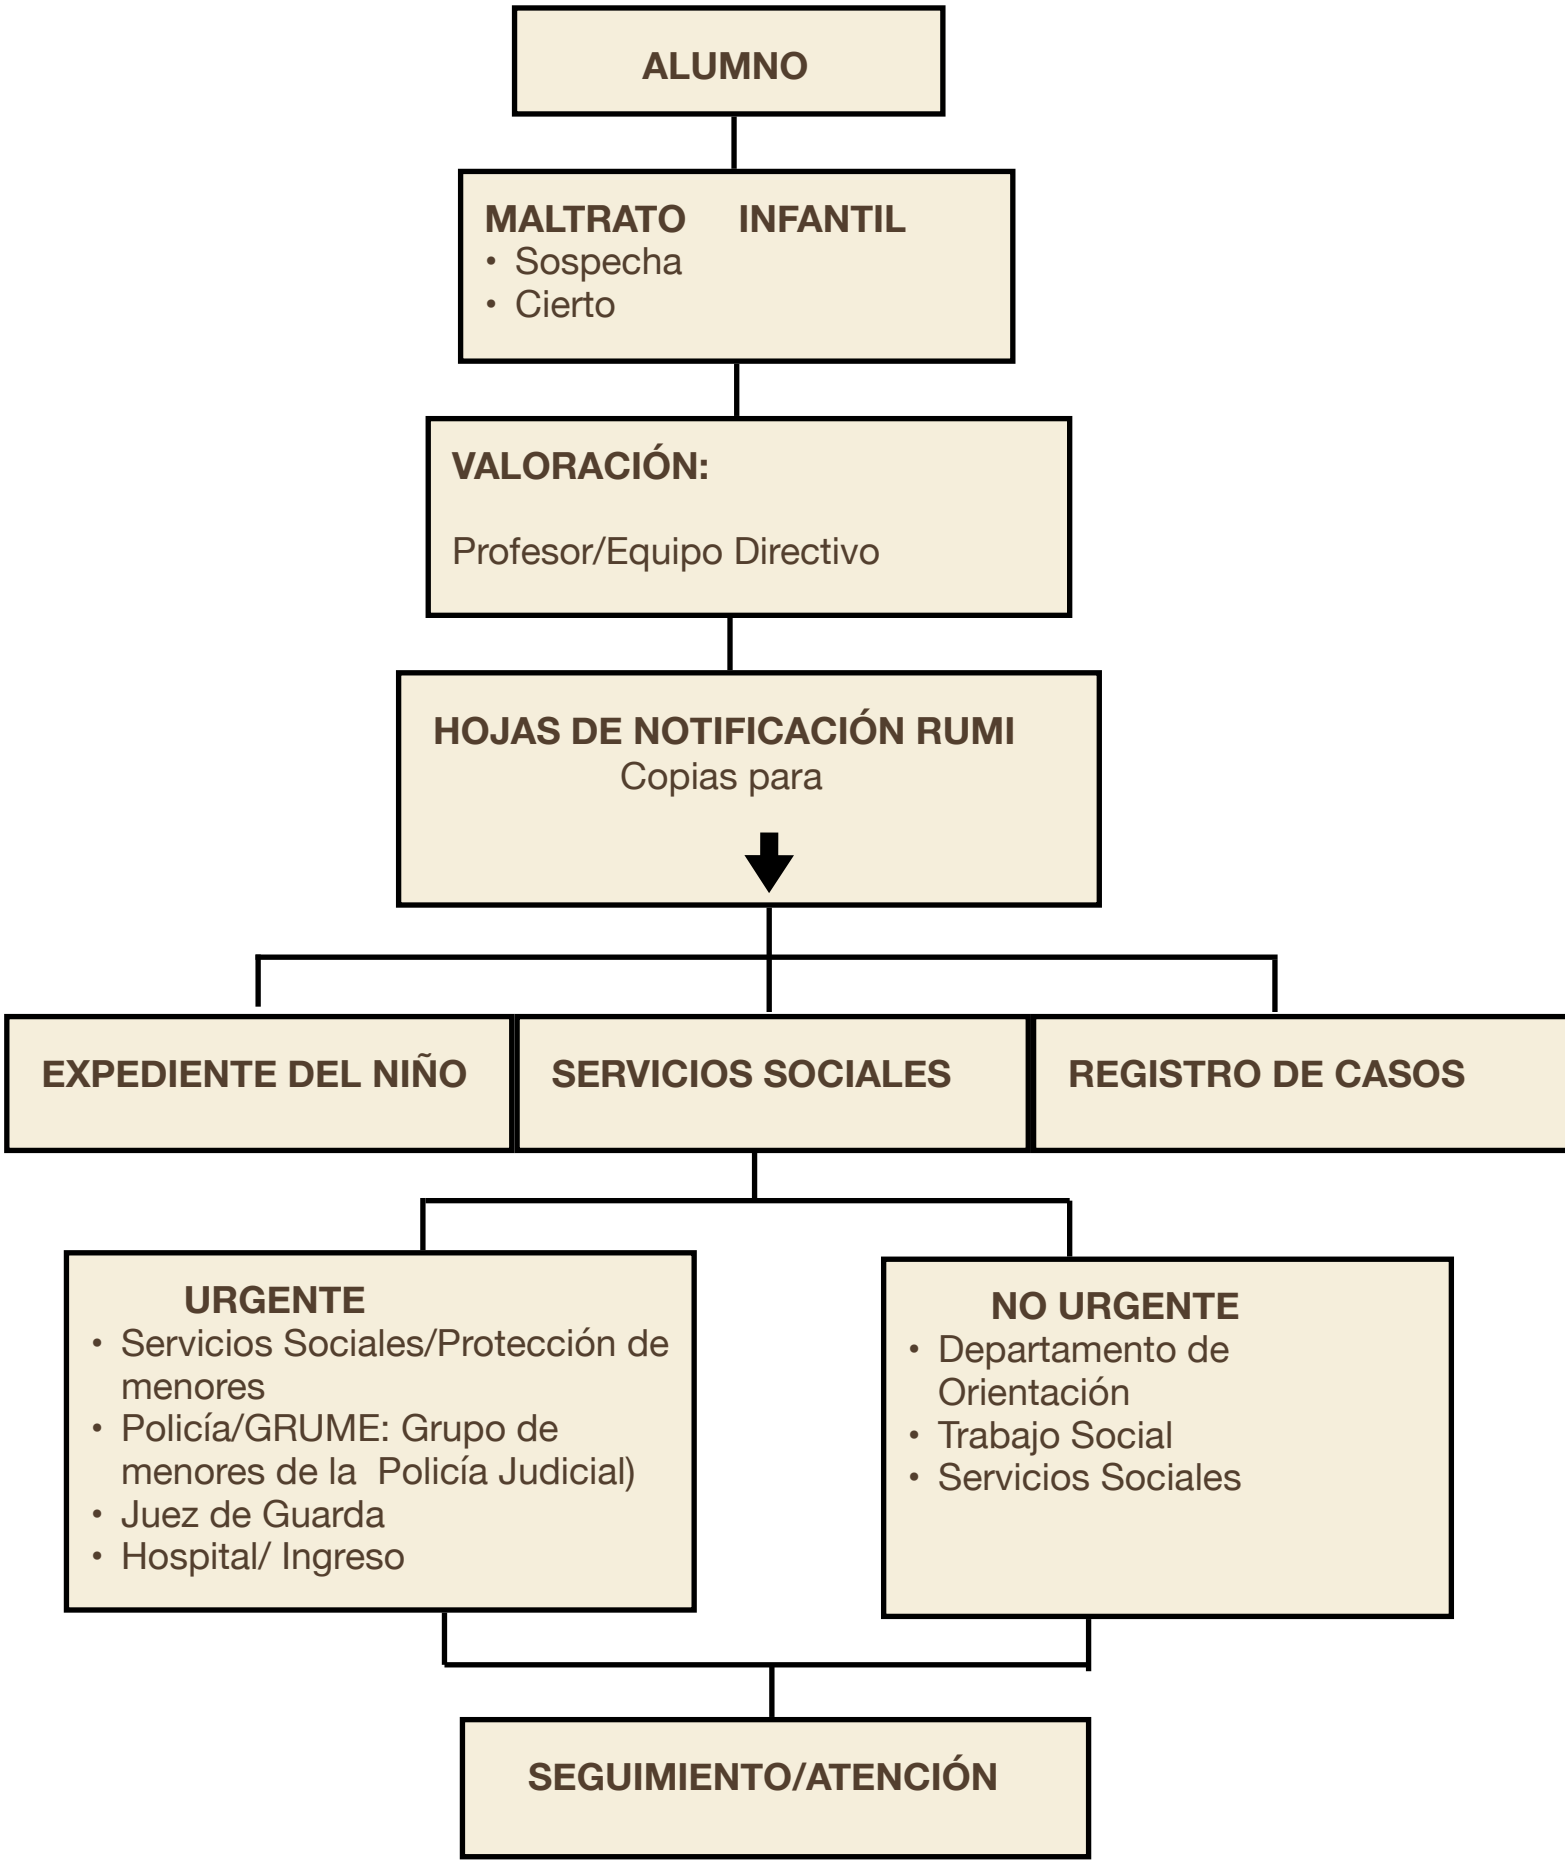 ALUMNO
MALTRATO INFANTIL
• Sospecha
• Cierto
VALORACIÓN:
Profesor/Equipo Directivo
HOJAS DE NOTIFICACIÓN RUMI
Copias para
EXPEDIENTE DEL NIÑO
SERVICIOS SOCIALES
REGISTRO DE CASOS
URGENTE
• Servicios Sociales/Protección de
menores
• Policía/GRUME: Grupo de
menores de la Policía Judicial)
• Juez de Guarda
• Hospital/ Ingreso
NO URGENTE
• Departamento de
Orientación
• Trabajo Social
• Servicios Sociales
SEGUIMIENTO/ATENCIÓN